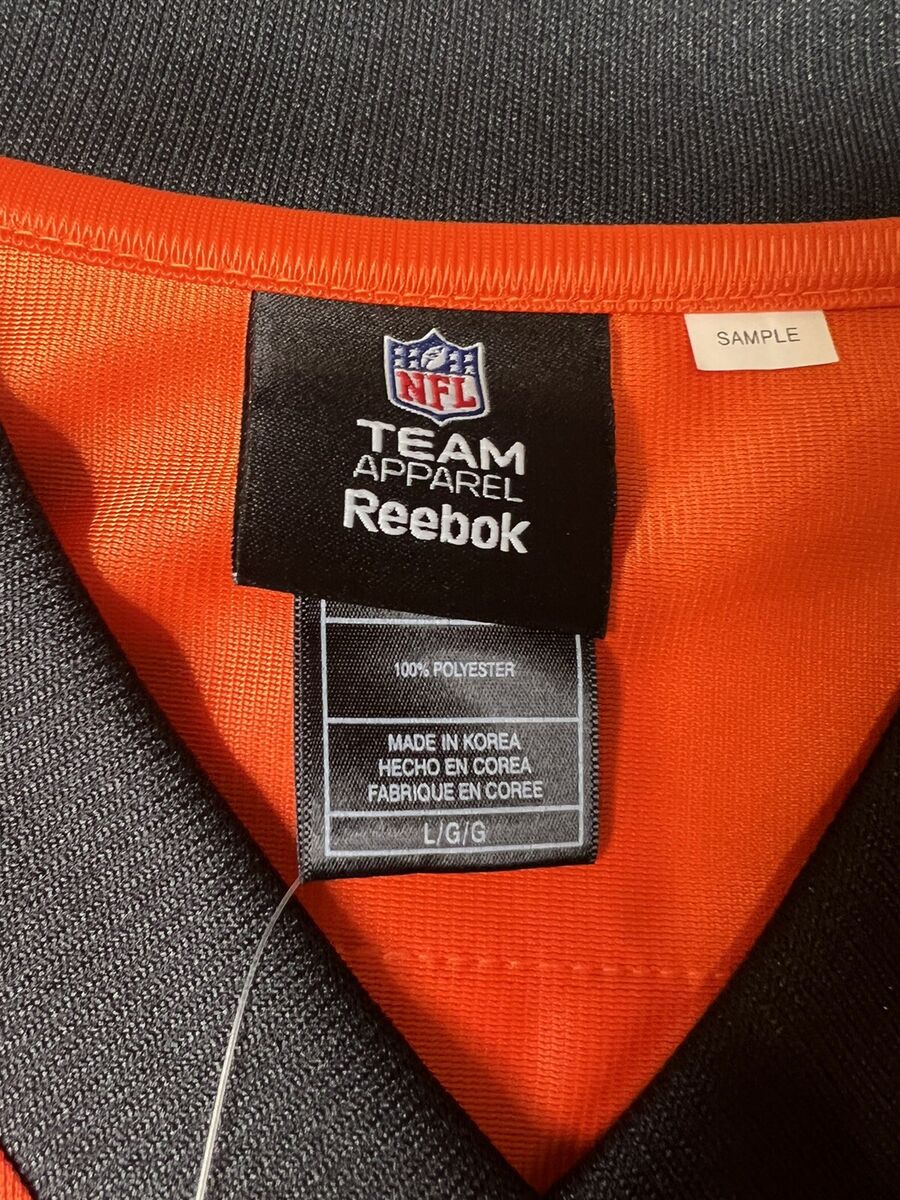 SAMPLE
NFL
TEAM
APPAREL
Reebok
100% POLYESTER
MADE IN KOREA
HECHO EN COREA
FABRIQUE EN COREE
L/G/G